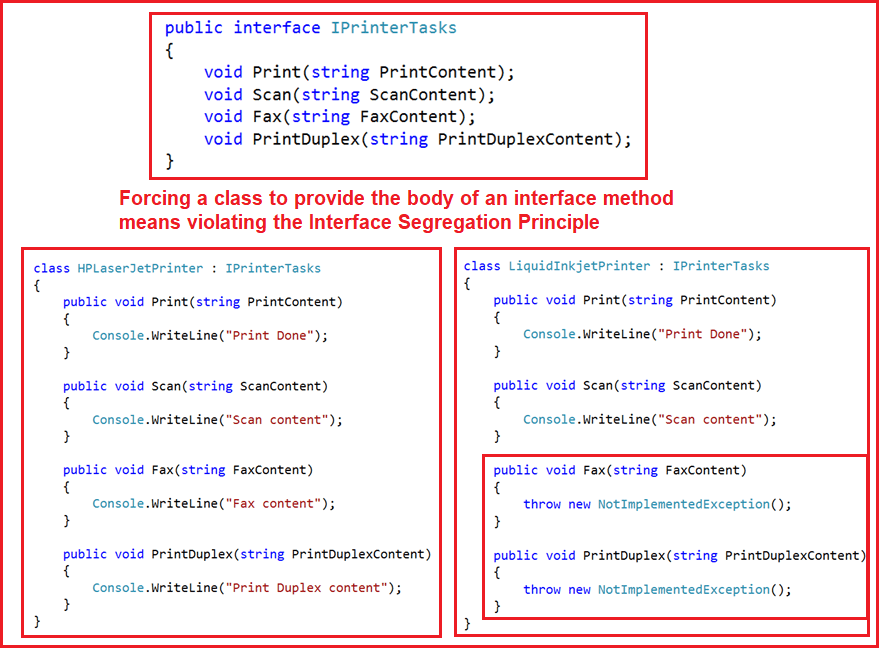 public interface IPrinterTasks
{
void Print(string PrintContent);
void Scan(string ScanContent);
void Fax(string FaxContent);
void PrintDuplex(string PrintDuplexContent);
}
Forcing a class to provide the body of an interface method
means violating the Interface Segregation Principle
class HPLaserJetPrinter : IPrinterTasks
{
public void Print(string PrintContent)
{
Console.WriteLine("Print Done");
}
public void Scan(string ScanContent)
{
Console.WriteLine("Scan content");
}
public void Fax(string FaxContent)
{
Console.WriteLine("Fax content");
}
public void PrintDuplex(string PrintDuplexContent)
{
Console.WriteLine("Print Duplex content");
}
}
class LiquidInkjetPrinter : IPrinterTasks
{
public void Print(string PrintContent)
{
Console.WriteLine("Print Done");
}
public void Scan(string ScanContent)
{
Console.WriteLine("Scan content");
}
public void Fax(string FaxContent)
{
throw new NotImplementedException();
}
public void PrintDuplex(string PrintDuplexContent)
{
throw new NotImplementedException();
}
}